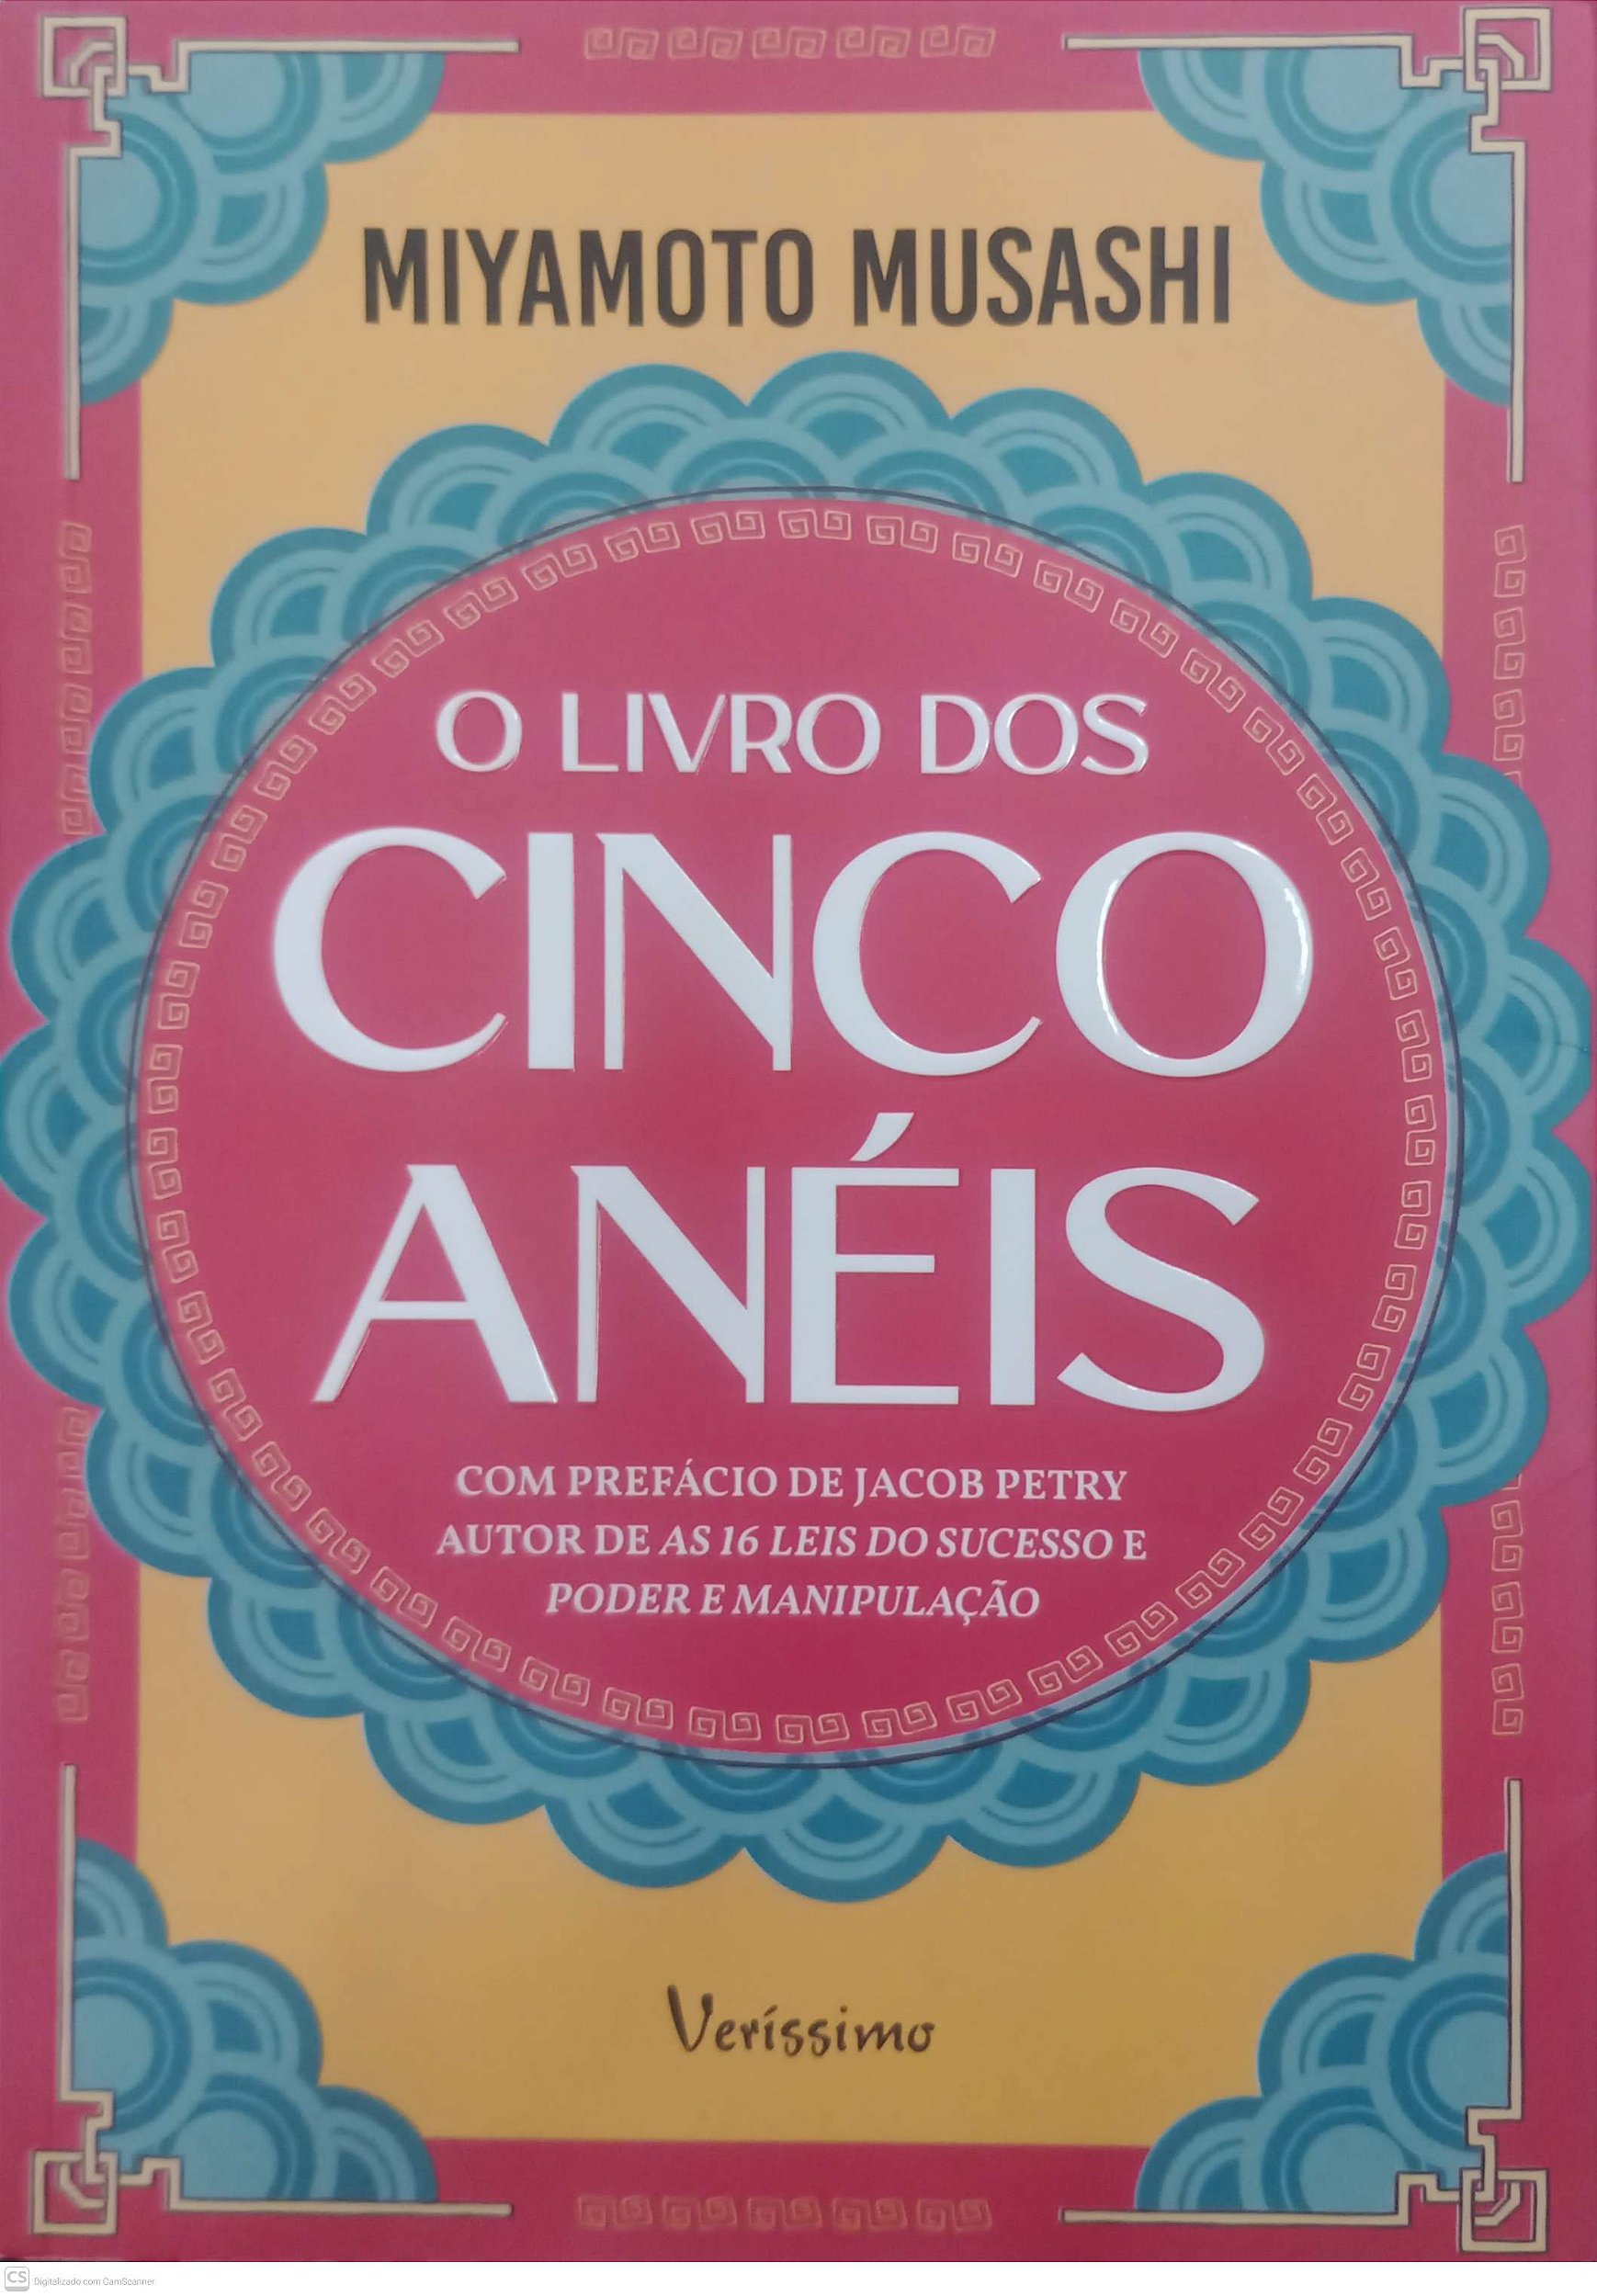 MIYAMOTO MUSASHI
O LIVRO DOS
CINCO
ANÉIS
COM PREFÁCIO DE JACOB PETRY
AUTOR DE AS 16 LEIS DO SUCESSO E
PODER E MANIPULAÇÃO
Veríssimo
CS Digitalizado com CamScanner